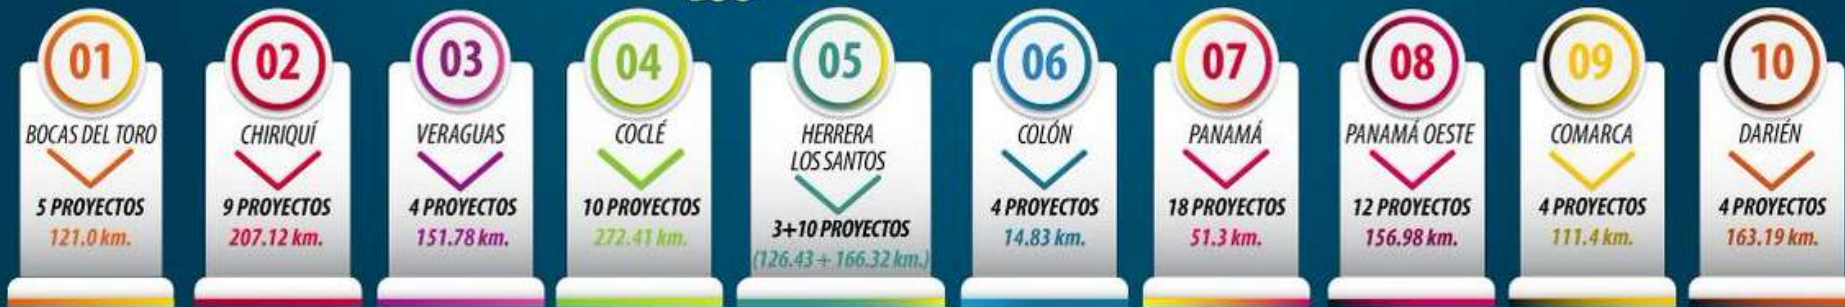 01
BOCAS DEL TORO
5 PROYECTOS
121.0 km.
02
CHIRIQUÍ
9 PROYECTOS
207.12 km.
03
VERAGUAS
4 PROYECTOS
151.78 km.
04
COCLÉ
10 PROYECTOS
272.41 km.
05
HERRERA
LOS SANTOS
3+10 PROYECTOS
(126.43 + 166.32 km.)
06
COLÓN
4 PROYECTOS
14.83 km.
07
PANAMÁ
18 PROYECTOS
51.3 km.
08
PANAMÁ OESTE
12 PROYECTOS
156.98 km.
09
COMARCA
4 PROYECTOS
111.4 km.
10
DARIÉN
4 PROYECTOS
163.19 km.